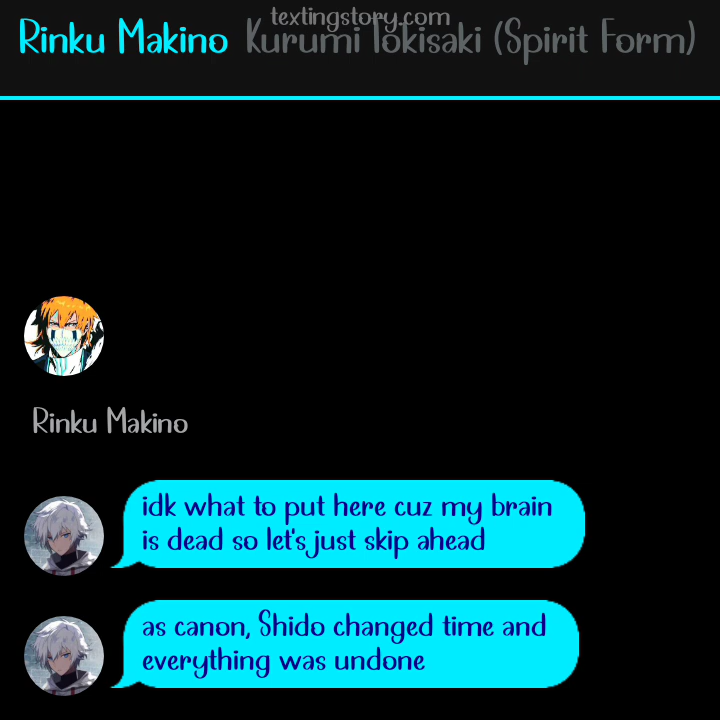 textingstory.com
Rinku Makino Kurumi Tokisaki (Spirit Form)
Rinku Makino
idk what to put here cuz my brain
is dead so let's just skip ahead
as canon, Shido changed time and
everything was undone